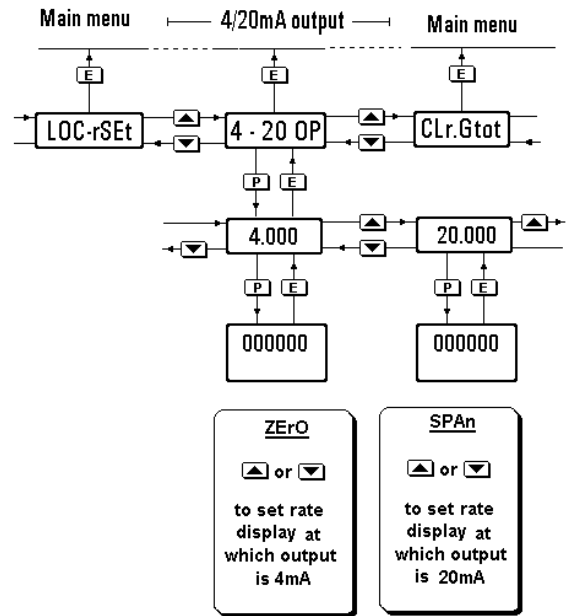 Main menu
4/20mA output
Main menu
E
E
E
LOC-rSEt
4 - 20 OP
CLr.Gtot
P
E
4.000
20.000
P
E
P
E
000000
000000
ZErO
or
to set rate
display at
which output
is 4mA
SPAn
or
to set rate
display at
which output
is 20mA